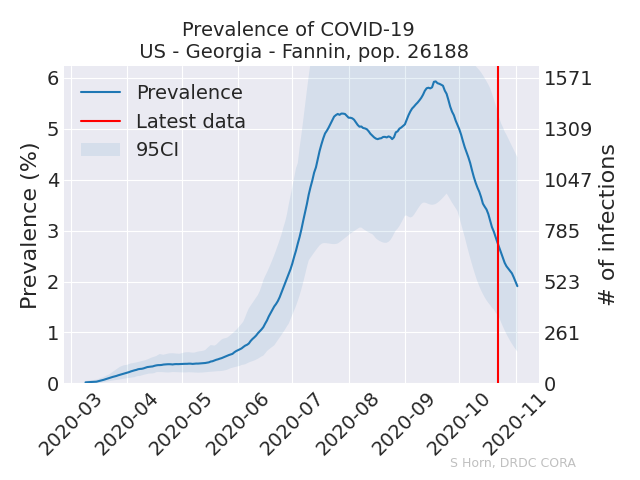 Prevalence of COVID-19
US - Georgia - Fannin, pop. 26188
Prevalence
Latest data
95CI
Prevalence (%)
6
5
4
3
2
1
0
1571
1309
1047
785
523
261
0
# of infections
2020-03
2020-04
2020-05
2020-06
2020-07
2020-08
2020-09
2020-10
2020-11
S Horn, DRDC CORA